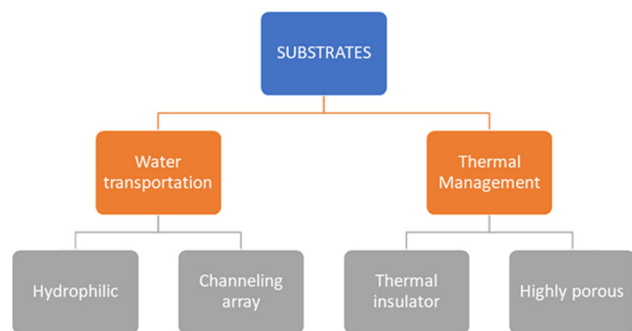 SUBSTRATES
Water
transportation
Thermal
Management
Hydrophilic
Channeling
array
Thermal
insulator
Highly porous